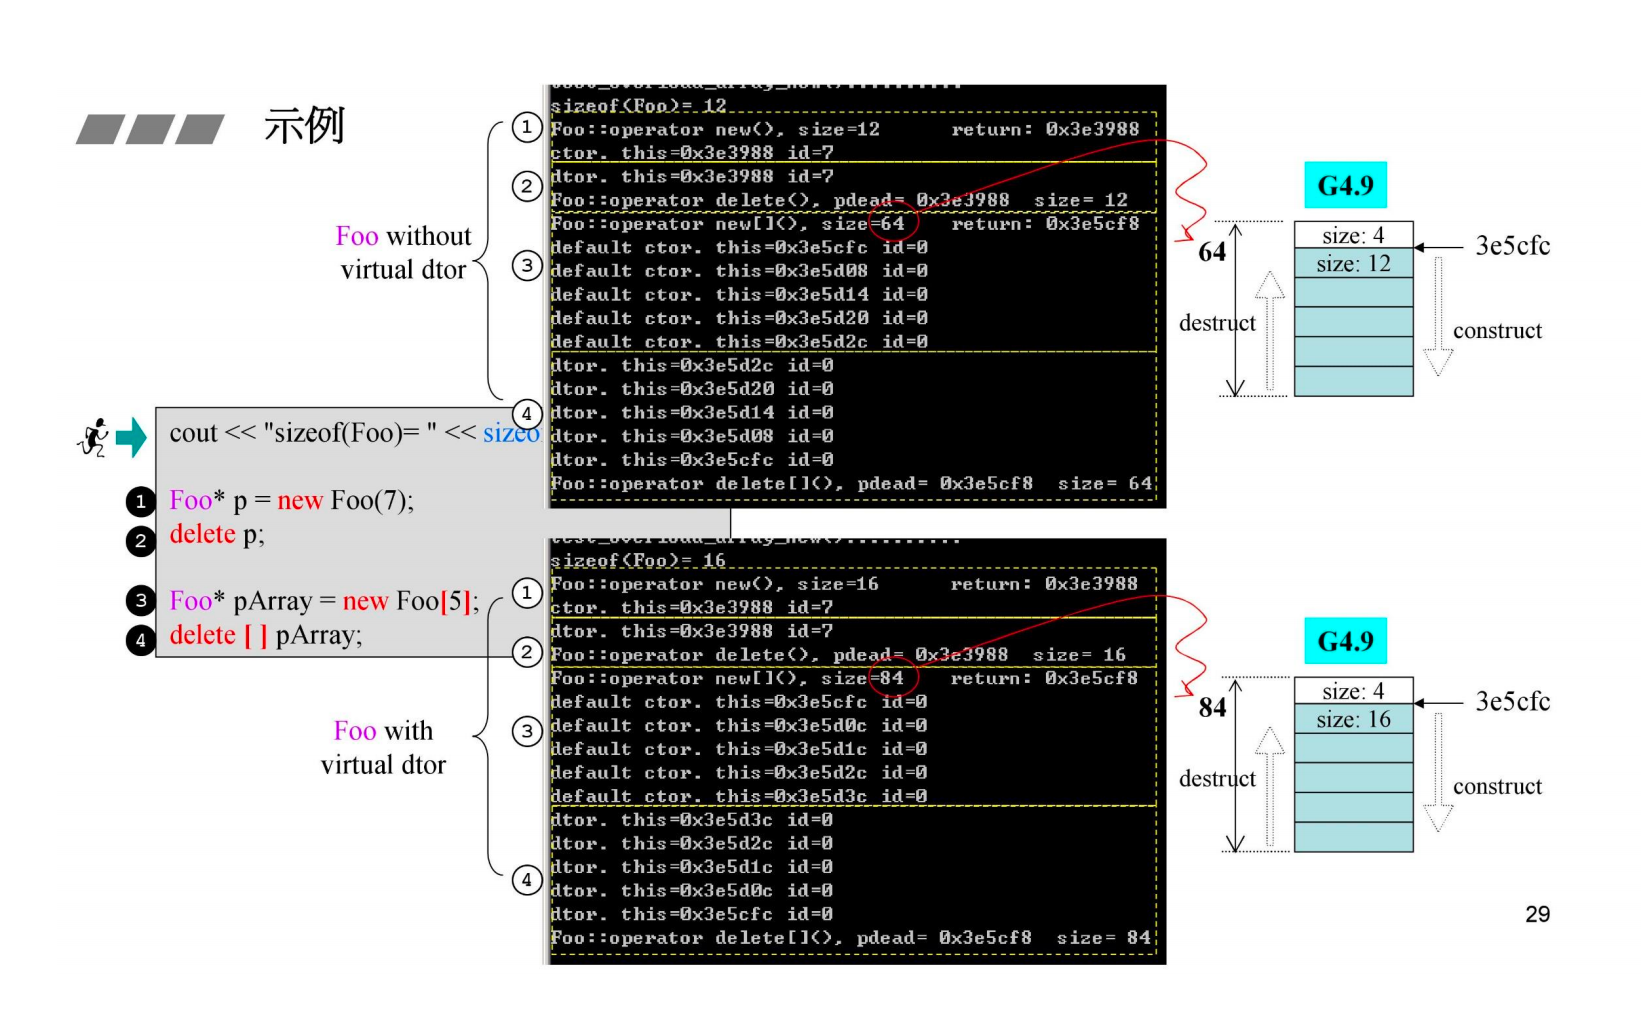 示例
Foo without
virtual dtor
sizeof(Foo)= 12
① Foo::operator new(), size=12 return: 0x3e3988
ctor. this=0x3e3988 id=7
② dtor. this=0x3e3988 id=7
Foo::operator delete(), pdead= 0x3e3988 size= 12
③ Foo::operator new[](), size=64 return: 0x3e5cf8
default ctor. this=0x3e5cfc id=0
default ctor. this=0x3e5d08 id=0
default ctor. this=0x3e5d14 id=0
default ctor. this=0x3e5d20 id=0
default ctor. this=0x3e5d2c id=0
④ dtor. this=0x3e5d2c id=0
dtor. this=0x3e5d20 id=0
dtor. this=0x3e5d14 id=0
dtor. this=0x3e5d08 id=0
dtor. this=0x3e5cfc id=0
Foo::operator delete[](), pdead= 0x3e5cf8 size= 64
G4.9
64
size: 4
3e5cfc
size: 12
destruct
construct
cout << "sizeof(Foo)= " << sizeo
❶ Foo* p = new Foo(7);
❷ delete p;
❸ Foo* pArray = new Foo[5];
❹ delete [ ] pArray;
Foo with
virtual dtor
test_overload_array_new()..........
sizeof(Foo)= 16
① Foo::operator new(), size=16 return: 0x3e3988
ctor. this=0x3e3988 id=7
② dtor. this=0x3e3988 id=7
Foo::operator delete(), pdead= 0x3e3988 size= 16
③ Foo::operator new[](), size=84 return: 0x3e5cf8
default ctor. this=0x3e5cfc id=0
default ctor. this=0x3e5d0c id=0
default ctor. this=0x3e5d1c id=0
default ctor. this=0x3e5d2c id=0
default ctor. this=0x3e5d3c id=0
④ dtor. this=0x3e5d3c id=0
dtor. this=0x3e5d2c id=0
dtor. this=0x3e5d1c id=0
dtor. this=0x3e5d0c id=0
dtor. this=0x3e5cfc id=0
Foo::operator delete[](), pdead= 0x3e5cf8 size= 84
G4.9
84
size: 4
3e5cfc
size: 16
destruct
construct
29